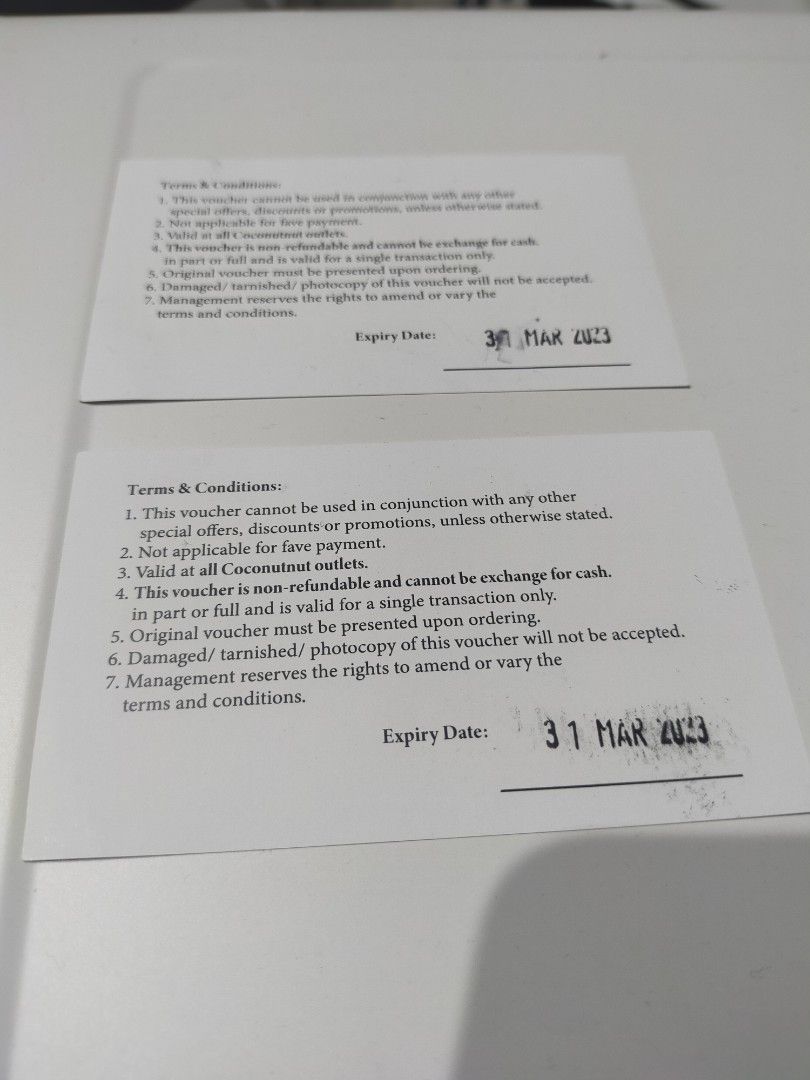 Terms & Conditions:
1. This voucher cannot be used in conjunction with any other
special offers, discounts or promotions, unless otherwise stated.
2. Not applicable for fave payment.
3. Valid at all Coconutnut outlets.
4. This voucher is non-refundable and cannot be exchange for cash.
in part or full and is valid for a single transaction only.
5. Original voucher must be presented upon ordering.
6. Damaged/ tarnished/ photocopy of this voucher will not be accepted.
7. Management reserves the rights to amend or vary the
terms and conditions.
Expiry Date: 31 MAR 2023
Terms & Conditions:
1. This voucher cannot be used in conjunction with any other
special offers, discounts or promotions, unless otherwise stated.
2. Not applicable for fave payment.
3. Valid at all Coconutnut outlets.
4. This voucher is non-refundable and cannot be exchange for cash.
in part or full and is valid for a single transaction only.
5. Original voucher must be presented upon ordering.
6. Damaged/ tarnished/ photocopy of this voucher will not be accepted.
7. Management reserves the rights to amend or vary the
terms and conditions.
Expiry Date: 31 MAR 2023